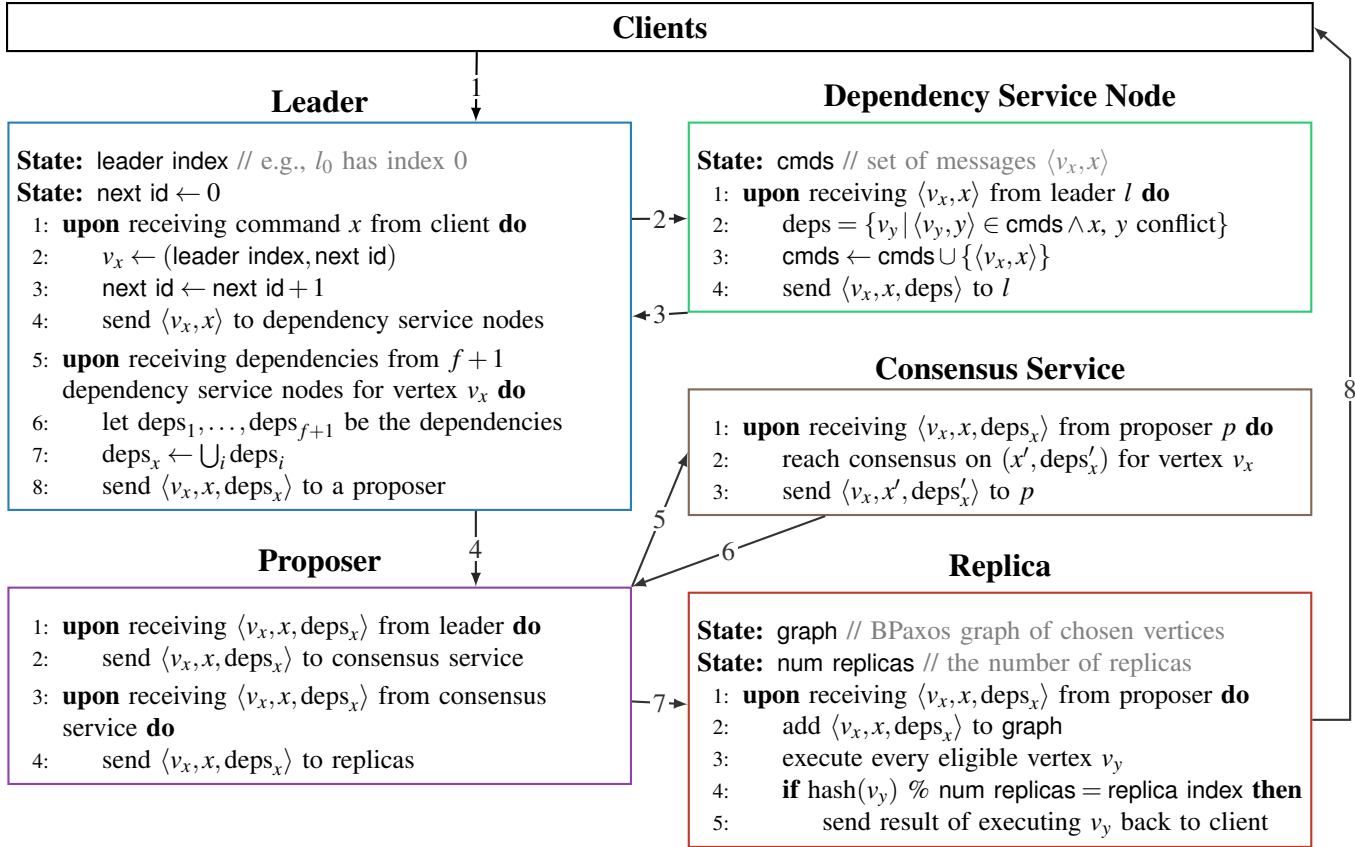 Clients
1
Leader
State: leader index // e.g., l₀ has index 0
State: next id ← 0
1: upon receiving command x from client do
2: vₓ ← (leader index, next id)
3: next id ← next id + 1
4: send ⟨vₓ, x⟩ to dependency service nodes
5: upon receiving dependencies from f + 1
dependency service nodes for vertex vₓ do
6: let deps₁, …, deps_{f+1} be the dependencies
7: depsₓ ← ⋃ᵢ depsᵢ
8: send ⟨vₓ, x, depsₓ⟩ to a proposer
2
3
Dependency Service Node
State: cmds // set of messages ⟨vₓ, x⟩
1: upon receiving ⟨vₓ, x⟩ from leader l do
2: deps = {v_y | ⟨v_y, y⟩ ∈ cmds ∧ x, y conflict}
3: cmds ← cmds ∪ {⟨vₓ, x⟩}
4: send ⟨vₓ, x, deps⟩ to l
Consensus Service
1: upon receiving ⟨vₓ, x, depsₓ⟩ from proposer p do
2: reach consensus on (x′, deps′ₓ) for vertex vₓ
3: send ⟨vₓ, x′, deps′ₓ⟩ to p
4
5
6
Proposer
1: upon receiving ⟨vₓ, x, depsₓ⟩ from leader do
2: send ⟨vₓ, x, depsₓ⟩ to consensus service
3: upon receiving ⟨vₓ, x, depsₓ⟩ from consensus
service do
4: send ⟨vₓ, x, depsₓ⟩ to replicas
7
Replica
State: graph // BPaxos graph of chosen vertices
State: num replicas // the number of replicas
1: upon receiving ⟨vₓ, x, depsₓ⟩ from proposer do
2: add ⟨vₓ, x, depsₓ⟩ to graph
3: execute every eligible vertex v_y
4: if hash(v_y) % num replicas = replica index then
5: send result of executing v_y back to client
8